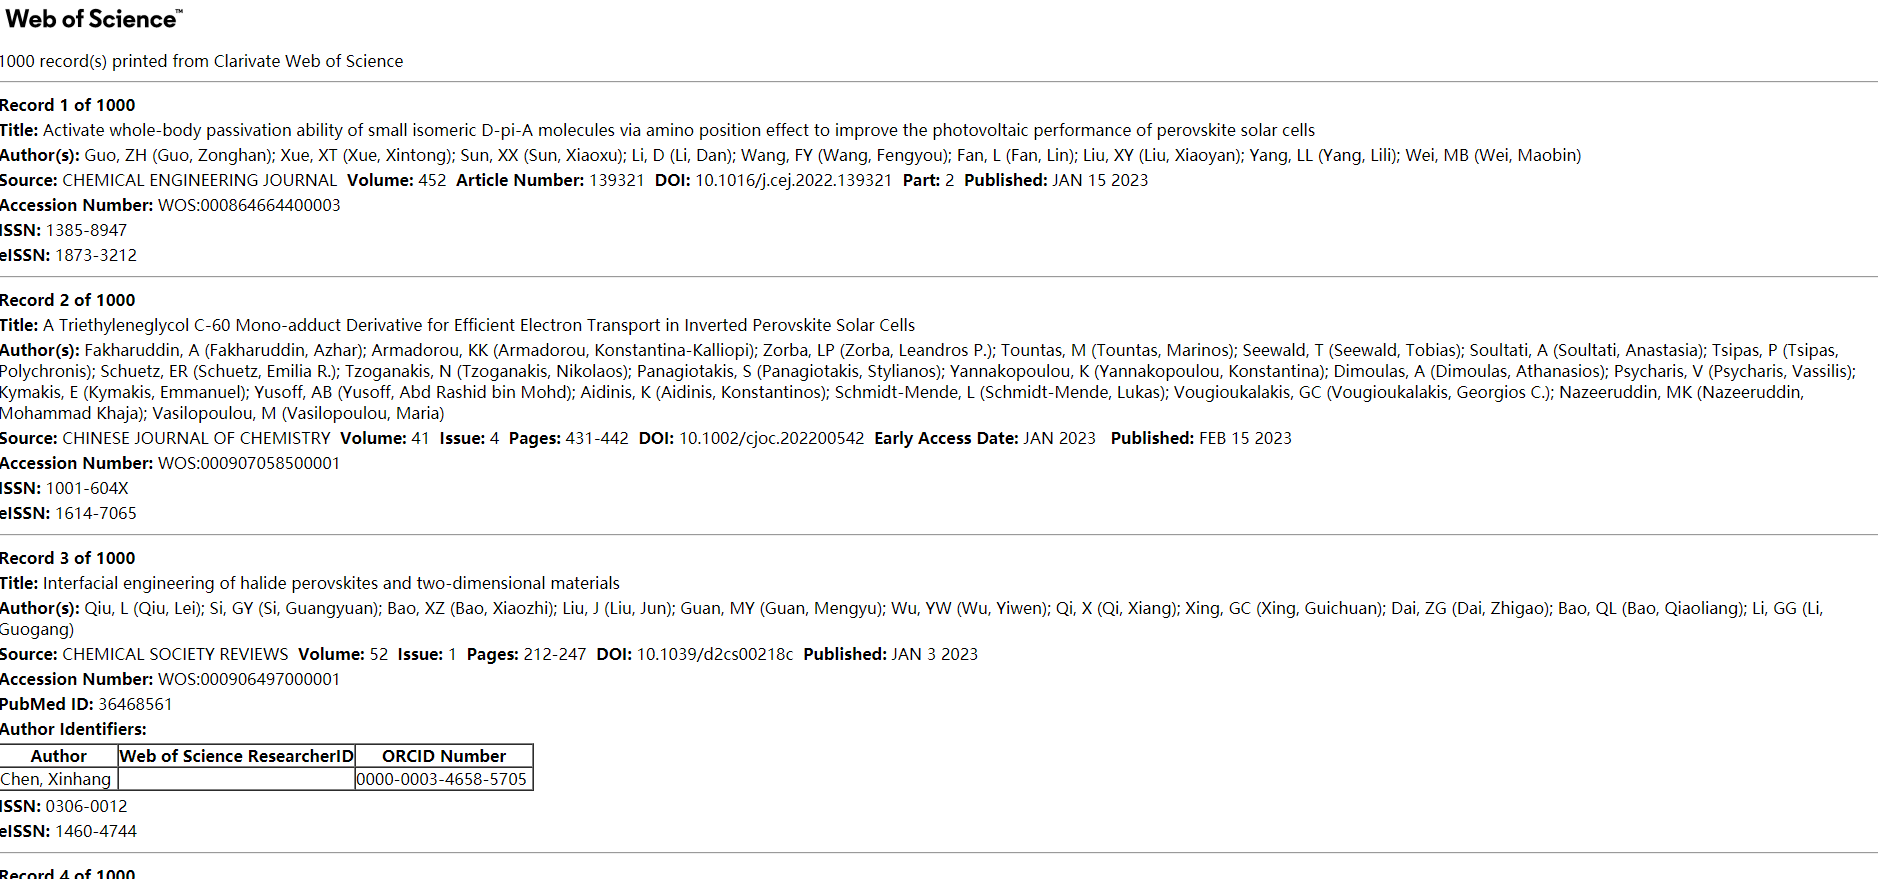 Web of Science™
1000 record(s) printed from Clarivate Web of Science
Record 1 of 1000
Title: Activate whole-body passivation ability of small isomeric D-pi-A molecules via amino position effect to improve the photovoltaic performance of perovskite solar cells
Author(s): Guo, ZH (Guo, Zonghan); Xue, XT (Xue, Xintong); Sun, XX (Sun, Xiaoxu); Li, D (Li, Dan); Wang, FY (Wang, Fengyou); Fan, L (Fan, Lin); Liu, XY (Liu, Xiaoyan); Yang, LL (Yang, Lili); Wei, MB (Wei, Maobin)
Source: CHEMICAL ENGINEERING JOURNAL Volume: 452 Article Number: 139321 DOI: 10.1016/j.cej.2022.139321 Part: 2 Published: JAN 15 2023
Accession Number: WOS:000864664400003
ISSN: 1385-8947
eISSN: 1873-3212
Record 2 of 1000
Title: A Triethyleneglycol C-60 Mono-adduct Derivative for Efficient Electron Transport in Inverted Perovskite Solar Cells
Author(s): Fakharuddin, A (Fakharuddin, Azhar); Armadorou, KK (Armadorou, Konstantina-Kalliopi); Zorba, LP (Zorba, Leandros P.); Tountas, M (Tountas, Marinos); Seewald, T (Seewald, Tobias); Soultati, A (Soultati, Anastasia); Tsipas, P (Tsipas,
Polychronis); Schuetz, ER (Schuetz, Emilia R.); Tzoganakis, N (Tzoganakis, Nikolaos); Panagiotakis, S (Panagiotakis, Stylianos); Yannakopoulou, K (Yannakopoulou, Konstantina); Dimoulas, A (Dimoulas, Athanasios); Psycharis, V (Psycharis, Vassilis);
Kymakis, E (Kymakis, Emmanuel); Yusoff, AB (Yusoff, Abd Rashid bin Mohd); Aidinis, K (Aidinis, Konstantinos); Schmidt-Mende, L (Schmidt-Mende, Lukas); Vougioukalakis, GC (Vougioukalakis, Georgios C.); Nazeeruddin, MK (Nazeeruddin,
Mohammad Khaja); Vasilopoulou, M (Vasilopoulou, Maria)
Source: CHINESE JOURNAL OF CHEMISTRY Volume: 41 Issue: 4 Pages: 431-442 DOI: 10.1002/cjoc.202200542 Early Access Date: JAN 2023 Published: FEB 15 2023
Accession Number: WOS:000907058500001
ISSN: 1001-604X
eISSN: 1614-7065
Record 3 of 1000
Title: Interfacial engineering of halide perovskites and two-dimensional materials
Author(s): Qiu, L (Qiu, Lei); Si, GY (Si, Guangyuan); Bao, XZ (Bao, Xiaozhi); Liu, J (Liu, Jun); Guan, MY (Guan, Mengyu); Wu, YW (Wu, Yiwen); Qi, X (Qi, Xiang); Xing, GC (Xing, Guichuan); Dai, ZG (Dai, Zhigao); Bao, QL (Bao, Qiaoliang); Li, GG (Li,
Guogang)
Source: CHEMICAL SOCIETY REVIEWS Volume: 52 Issue: 1 Pages: 212-247 DOI: 10.1039/d2cs00218c Published: JAN 3 2023
Accession Number: WOS:000906497000001
PubMed ID: 36468561
Author Identifiers:
Author Web of Science ResearcherID ORCID Number
Chen, Xinhang 0000-0003-4658-5705
ISSN: 0306-0012
eISSN: 1460-4744
Record 4 of 1000